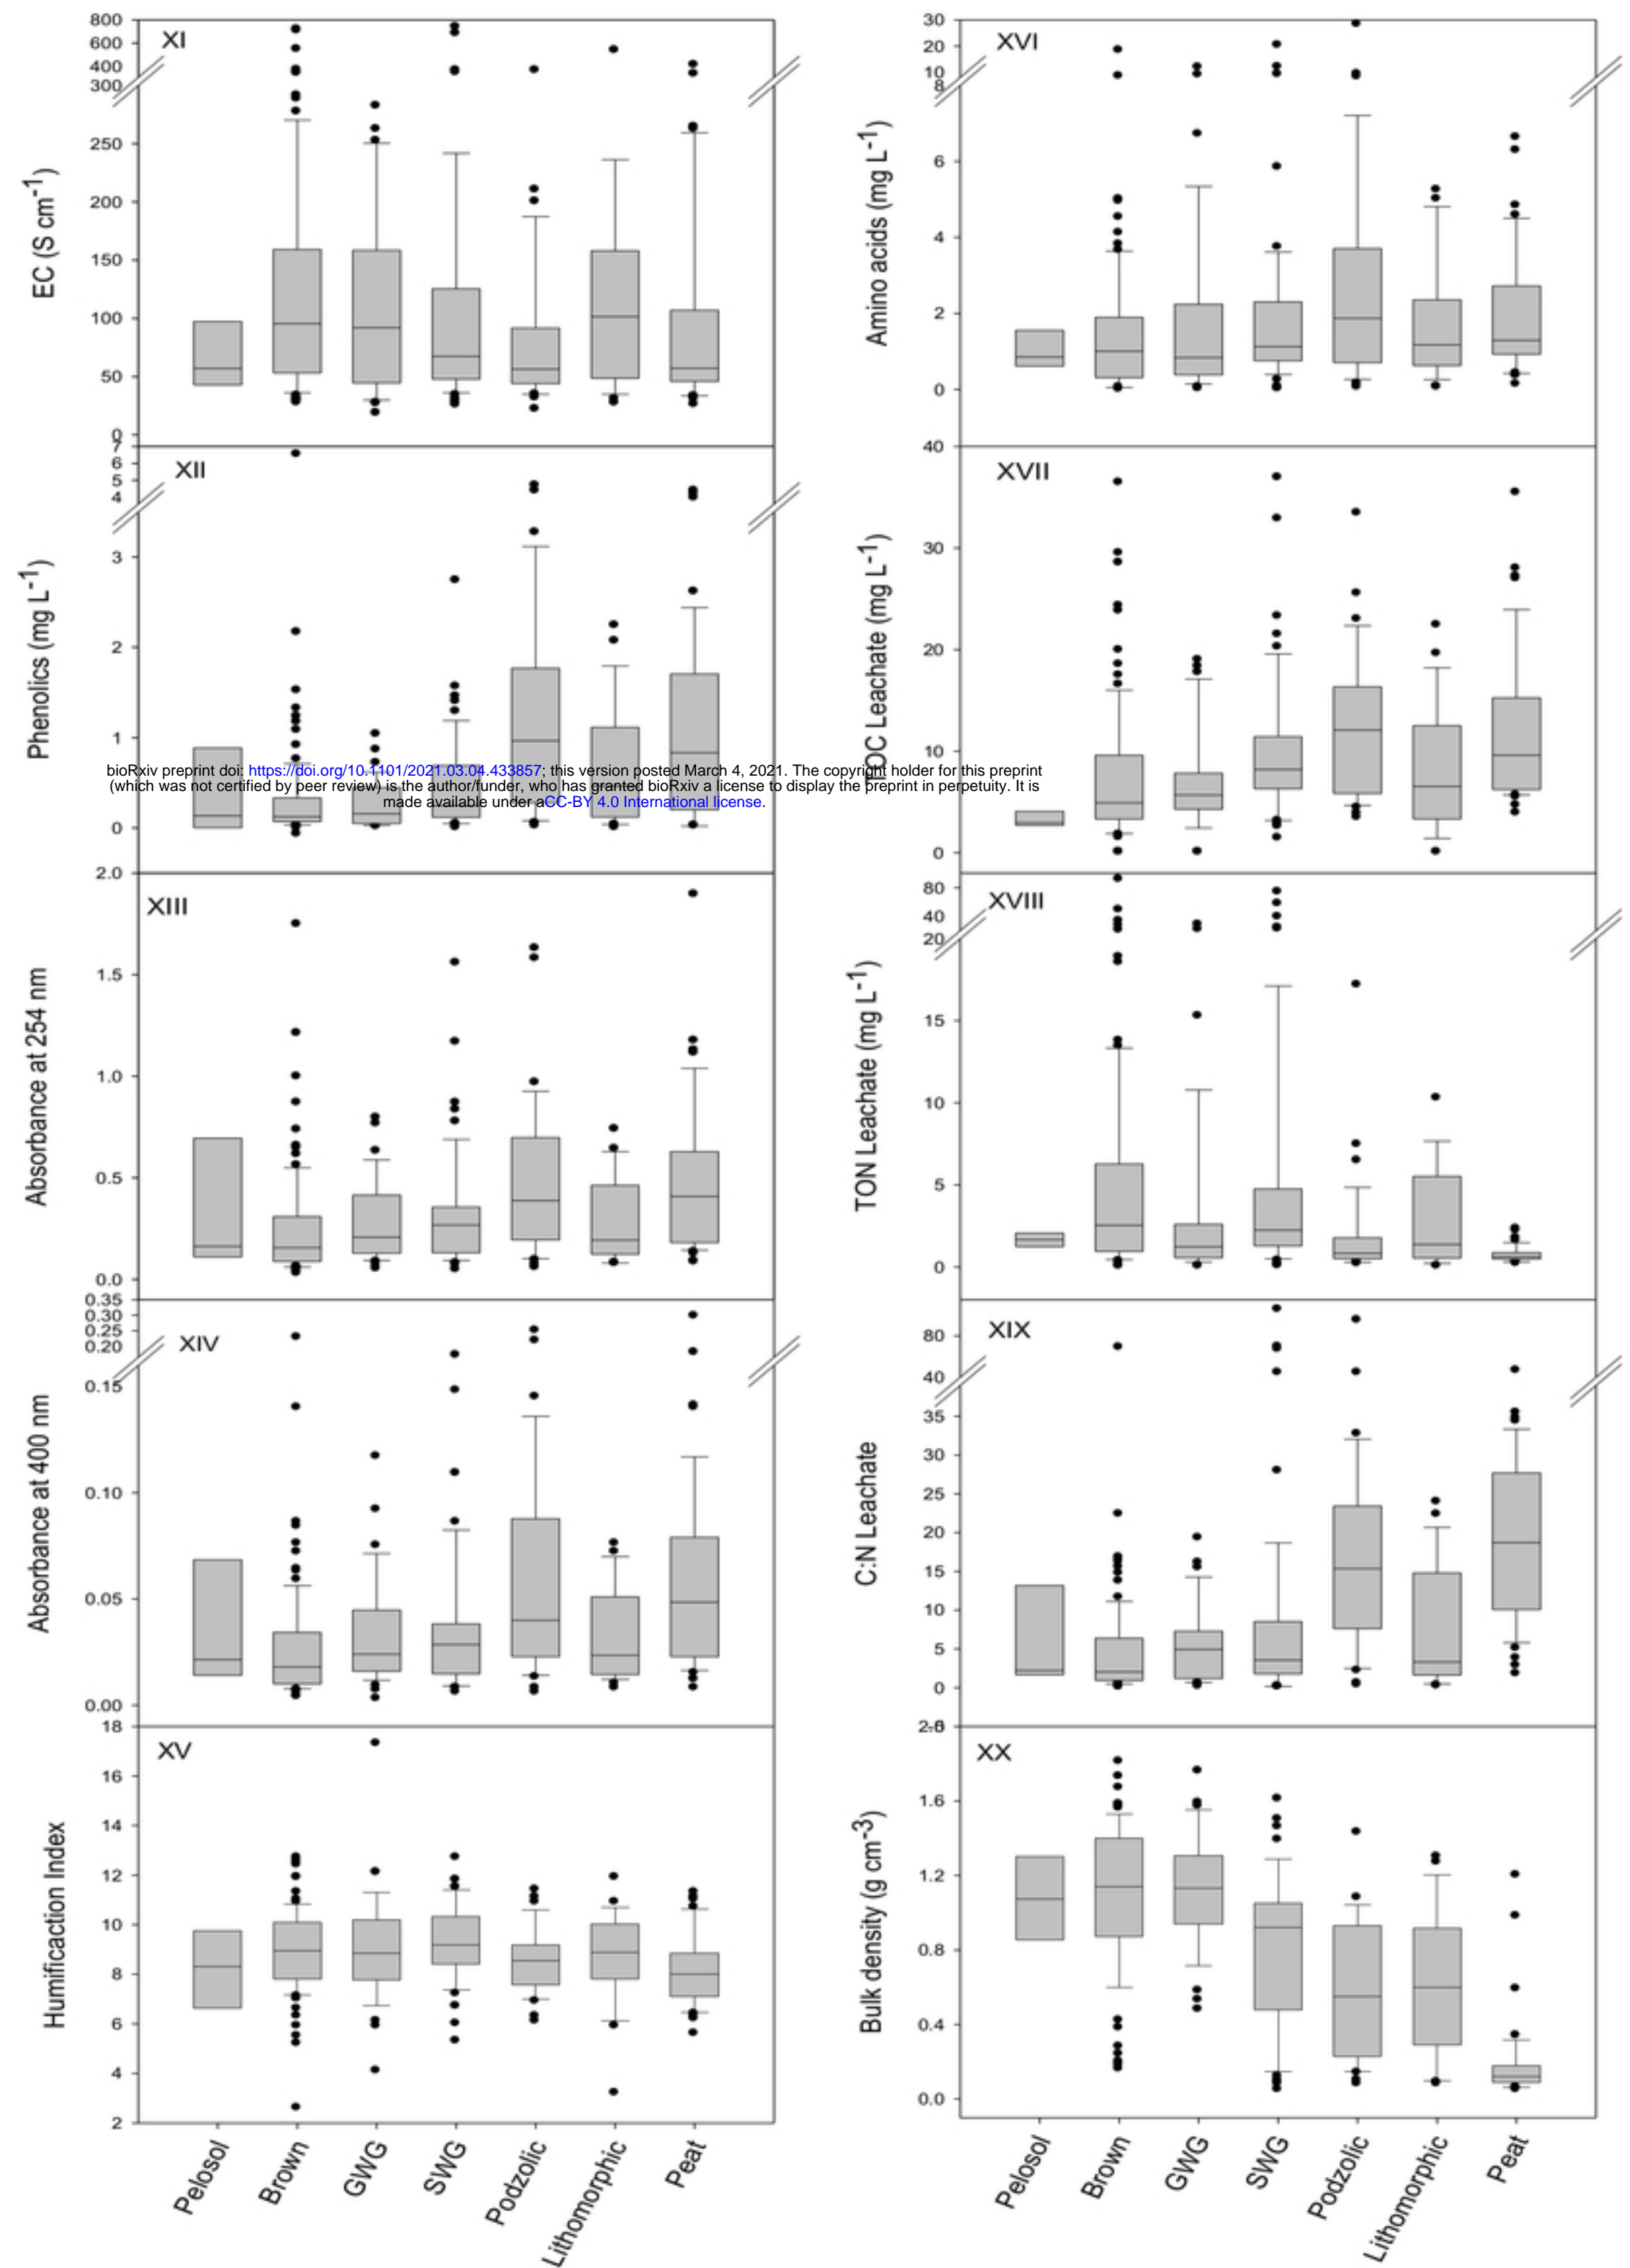 XI
800
600
400
300
250
200
150
100
50
0
EC (S cm-1)
XII
7
6
5
4
3
2
1
0
Phenolics (mg L-1)
XIII
2.0
1.5
1.0
0.5
0.0
Absorbance at 254 nm
XIV
0.35
0.30
0.25
0.20
0.15
0.10
0.05
0.00
Absorbance at 400 nm
XV
18
16
14
12
10
8
6
4
2
Humificaction Index
Pelosol
Brown
GWG
SWG
Podzolic
Lithomorphic
Peat
XVI
30
20
10
8
6
4
2
0
Amino acids (mg L-1)
XVII
40
30
20
10
0
TOC Leachate (mg L-1)
XVIII
80
40
20
15
10
5
0
TON Leachate (mg L-1)
XIX
80
40
35
30
25
20
15
10
5
0
C:N Leachate
XX
1.6
1.2
0.8
0.4
0.0
Bulk density (g cm-3)
Pelosol
Brown
GWG
SWG
Podzolic
Lithomorphic
Peat
bioRxiv preprint doi: https://doi.org/10.1101/2021.03.04.433857; this version posted March 4, 2021. The copyright holder for this preprint
(which was not certified by peer review) is the author/funder, who has granted bioRxiv a license to display the preprint in perpetuity. It is
made available under aCC-BY 4.0 International license.